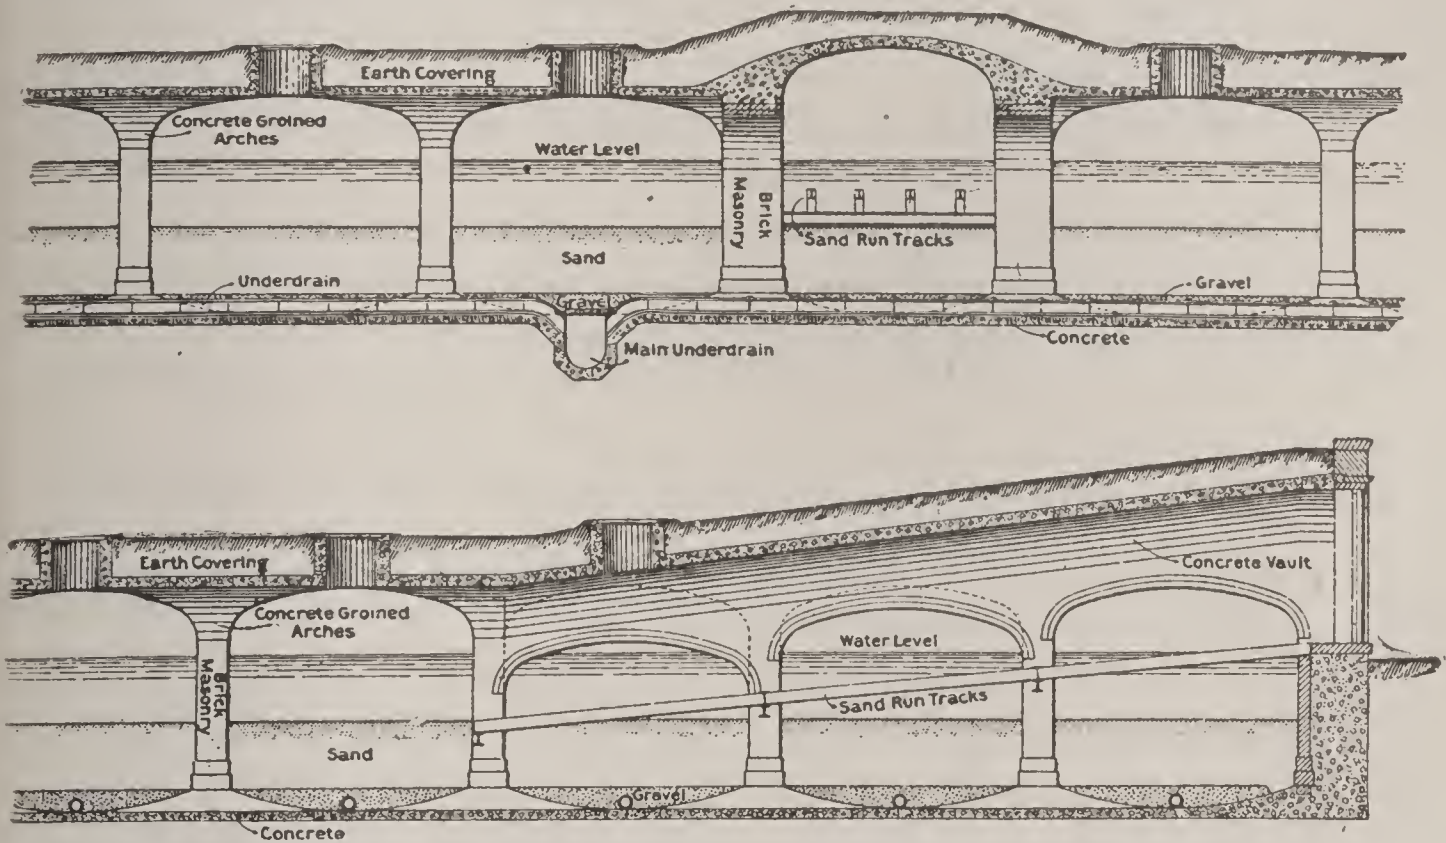 Earth Covering
Concrete Groined
Arches
Water Level
Brick
Masonry
Sand Run Tracks
Sand
Underdrain
Gravel
Gravel
Main Underdrain
Concrete
Earth Covering
Concrete Vault
Concrete Groined
Arches
Water Level
Brick
Masonry
Sand Run Tracks
Sand
Gravel
Concrete